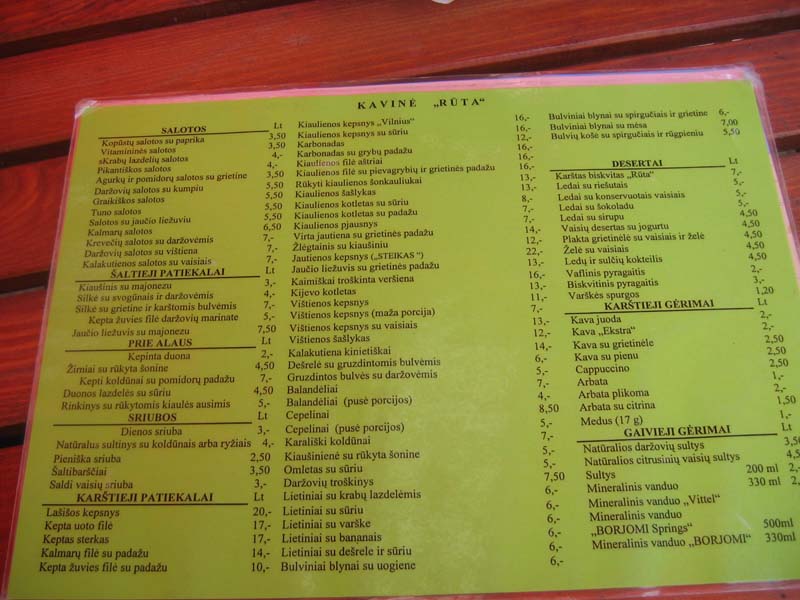 KAVINĖ „RŪTA“
SALOTOS Lt
Kopūstų salotos su paprika 3,50
Vitamininės salotos 3,50
sKrabų lazdelių salotos 4,-
Pikantiškos salotos 4,-
Agurkų ir pomidorų salotos su grietine 3,50
Daržovių salotos su kumpiu 5,50
Graikiškos salotos 5,50
Tuno salotos 5,50
Salotos su jaučio liežuviu 5,50
Kalmarų salotos 6,50
Krevečių salotos su daržovėmis 7,-
Daržovių salotos su vištiena 7,-
Kalakutienos salotos su vaisiais 7,-
ŠALTIEJI PATIEKALAI Lt
Kiaušinis su majonezu 3,-
Silkė su svogūnais ir daržovėmis 4,-
Silkė su grietine ir karštomis bulvėmis 7,-
Kepta žuvies filė daržovių marinate 5,-
Jaučio liežuvis su majonezu 7,50
PRIE ALAUS Lt
Kepinta duona 2,-
Žirniai su rūkyta šonine 4,50
Kepti koldūnai su pomidorų padažu 7,-
Duonos lazdelės su sūriu 4,50
Rinkinys su rūkytomis kiaulės ausimis 5,-
SRIUBOS Lt
Dienos sriuba 3,-
Natūralus sultinys su koldūnais arba ryžiais 4,-
Pieniška sriuba 2,50
Šaltibarščiai 3,50
Saldi vaisių sriuba 3,-
KARŠTIEJI PATIEKALAI Lt
Lašišos kepsnys 20,-
Kepta uoto filė 17,-
Keptas sterkas 17,-
Kalmarų filė su padažu 14,-
Kepta žuvies filė su padažu 10,-
Kiaulienos kepsnys „Vilnius“ 16,-
Kiaulienos kepsnys su sūriu 16,-
Karbonadas 12,-
Karbonadas su grybų padažu 16,-
Kiaulienos filė aštriai 16,-
Kiaulienos filė su pievagrybių ir grietinės padažu 16,-
Rūkyti kiaulienos šonkauliukai 13,-
Kiaulienos šašlykas 13,-
Kiaulienos kotletas su sūriu 8,-
Kiaulienos kotletas su padažu 7,-
Kiaulienos pjausnys 7,-
Virta jautiena su grietinės padažu 14,-
Žlėgtainis su kiaušiniu 12,-
Jautienos kepsnys („STEIKAS“) 22,-
Jaučio liežuvis su grietinės padažu 13,-
Kaimiškai troškinta veršiena 16,-
Kijevo kotletas 13,-
Vištienos kepsnys 11,-
Vištienos kepsnys (maža porcija) 7,-
Vištienos kepsnys su vaisiais 13,-
Vištienos šašlykas 12,-
Kalakutiena kinietiškai 14,-
Dešrelė su gruzdintomis bulvėmis 6,-
Gruzdintos bulvės su daržovėmis 5,-
Balandėliai 7,-
Balandėliai (pusė porcijos) 4,-
Cepelinai 8,50
Cepelinai (pusė porcijos) 5,-
Karališki koldūnai 7,-
Kiaušinienė su rūkyta šonine 5,-
Omletas su sūriu 5,-
Daržovių troškinys 7,50
Lietiniai su krabų lazdelėmis 6,-
Lietiniai su sūriu 6,-
Lietiniai su varške 6,-
Lietiniai su bananais 6,-
Lietiniai su dešrele ir sūriu 6,-
Bulviniai blynai su uogiene 6,-
Bulviniai blynai su spirgučiais ir grietine 6,-
Bulviniai blynai su mėsa 7,00
Bulvių košė su spirgučiais ir rūgpieniu 5,50
DESERTAI Lt
Karštas biskvitas „Rūta“ 7,-
Ledai su riešutais 5,-
Ledai su konservuotais vaisiais 5,-
Ledai su šokoladu 5,-
Ledai su sirupu 4,50
Vaisių desertas su jogurtu 4,50
Plakta grietinėlė su vaisiais ir želė 4,50
Želė su vaisiais 4,50
Ledų ir sulčių kokteilis 4,50
Vaflinis pyragaitis 2,-
Biskvitinis pyragaitis 3,-
Varškės spurgos 1,20
KARŠTIEJI GĖRIMAI Lt
Kava juoda 2,-
Kava „Ekstra“ 2,-
Kava su grietinėle 2,50
Kava su pienu 2,50
Cappuccino 2,50
Arbata 1,-
Arbata plikoma 2,-
Arbata su citrina 1,50
Medus (17 g) 1,-
GAIVIEJI GĖRIMAI Lt
Natūralios daržovių sultys 3,50
Natūralios citrusinių vaisių sultys 4,5
Sultys 200 ml 2,
Mineralinis vanduo 330 ml 2,
Mineralinis vanduo „Vittel“
Mineralinis vanduo
„BORJOMI Springs“ 500ml
Mineralinis vanduo „BORJOMI“ 330ml